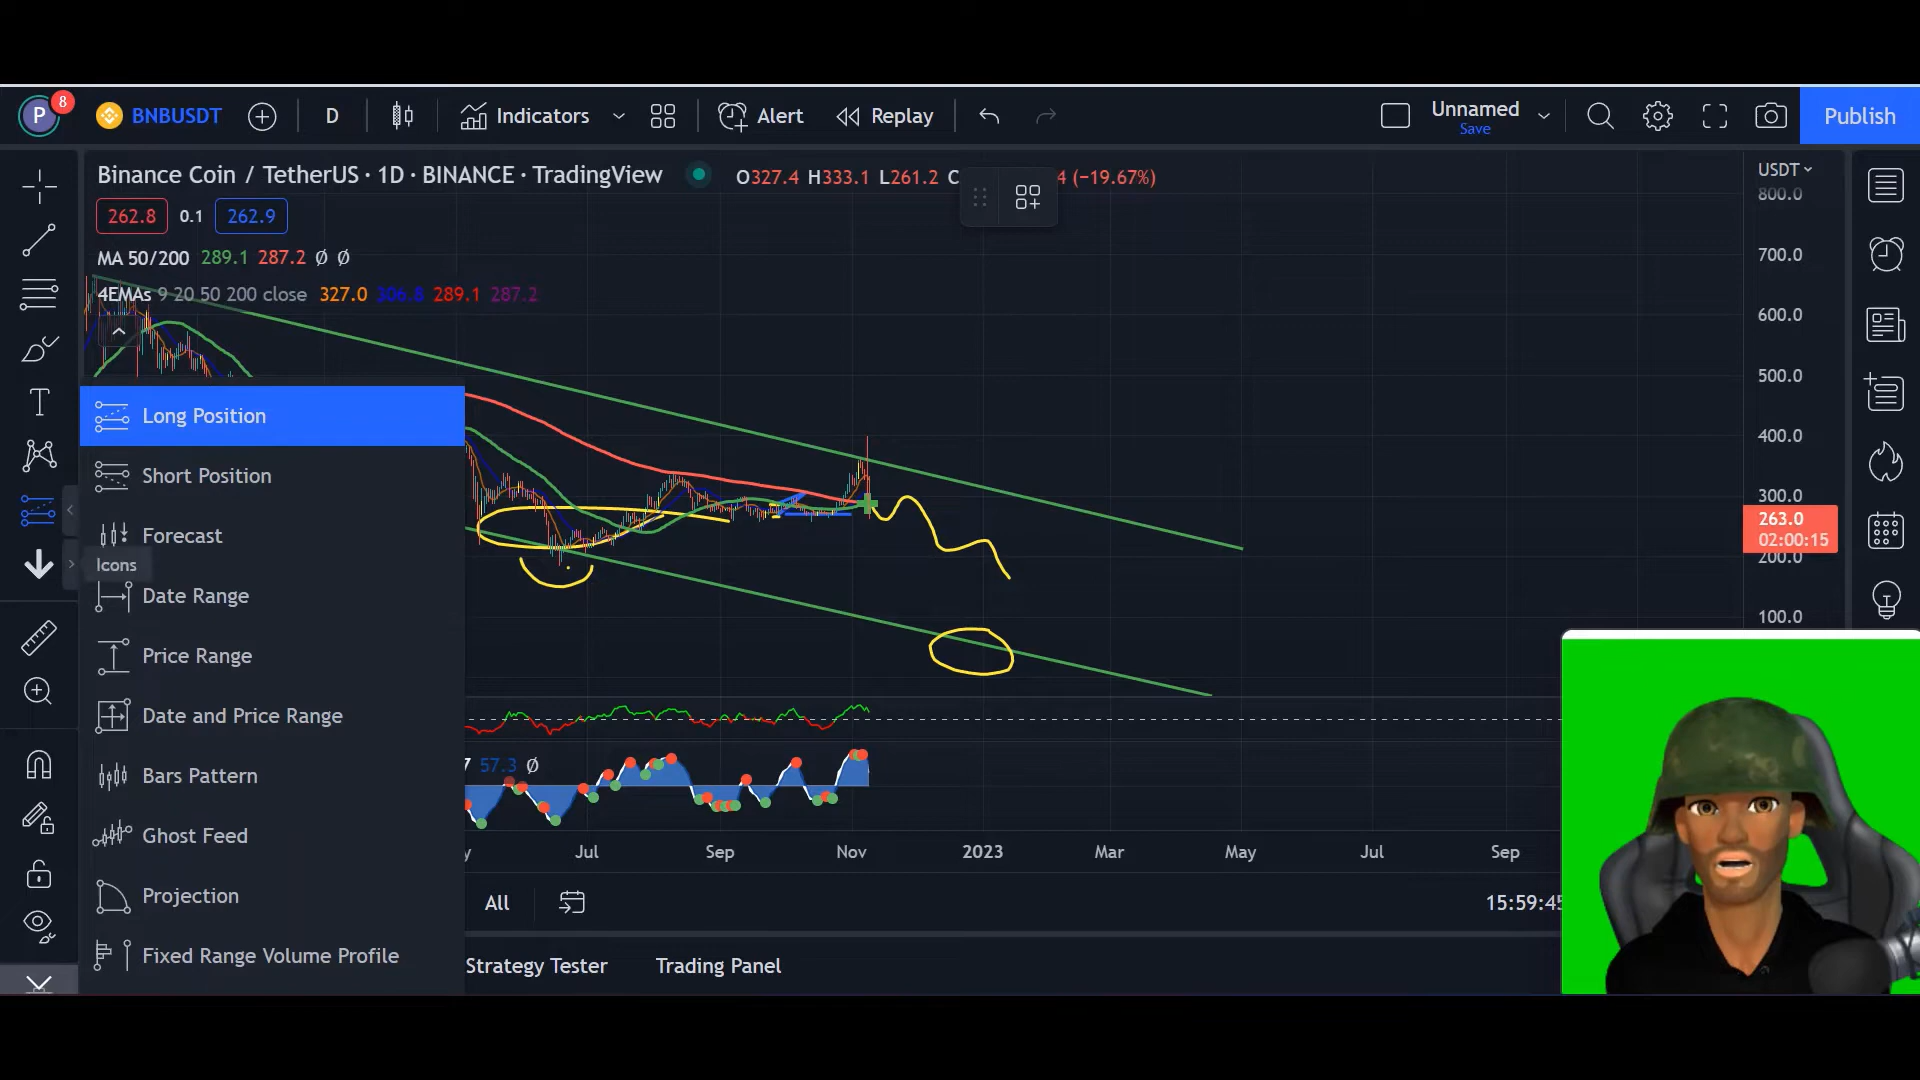 P 8 BNBUSDT D Indicators Alert Replay Unnamed Publish
Save
Binance Coin / TetherUS · 1D · BINANCE · TradingView O327.4 H333.1 L261.2 C 4 (−19.67%) USDT
262.8 0.1 262.9
MA 50/200 289.1 287.2 Ø Ø
4EMAs 9 20 50 200 close 327.0 306.8 289.1 287.2
800.0
700.0
600.0
500.0
400.0
300.0
263.0
02:00:15
200.0
100.0
Long Position
Short Position
Forecast
Icons
Date Range
Price Range
Date and Price Range
Bars Pattern
Ghost Feed
Projection
Fixed Range Volume Profile
7 57.3 Ø
y Jul Sep Nov 2023 Mar May Jul Sep
All 15:59:45
Strategy Tester Trading Panel